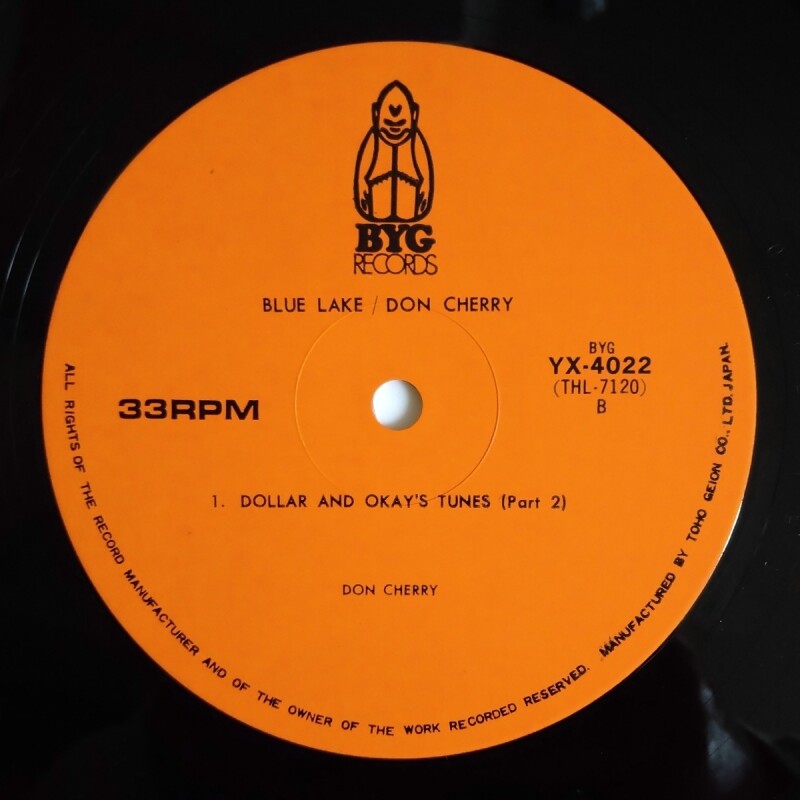 BYG
RECORDS
BLUE LAKE / DON CHERRY
BYG
YX-4022
(THL-7120)
B
33RPM
1. DOLLAR AND OKAY'S TUNES (Part 2)
DON CHERRY
ALL RIGHTS OF THE RECORD MANUFACTURER AND OF THE OWNER OF THE WORK RECORDED RESERVED. MANUFACTURED BY TOHO GEION CO., LTD. JAPAN.